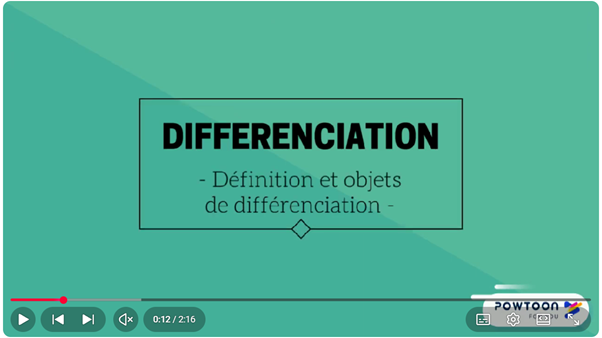 DIFFERENCIATION
- Définition et objets
de différenciation -
0:12 / 2:16
POWTOON